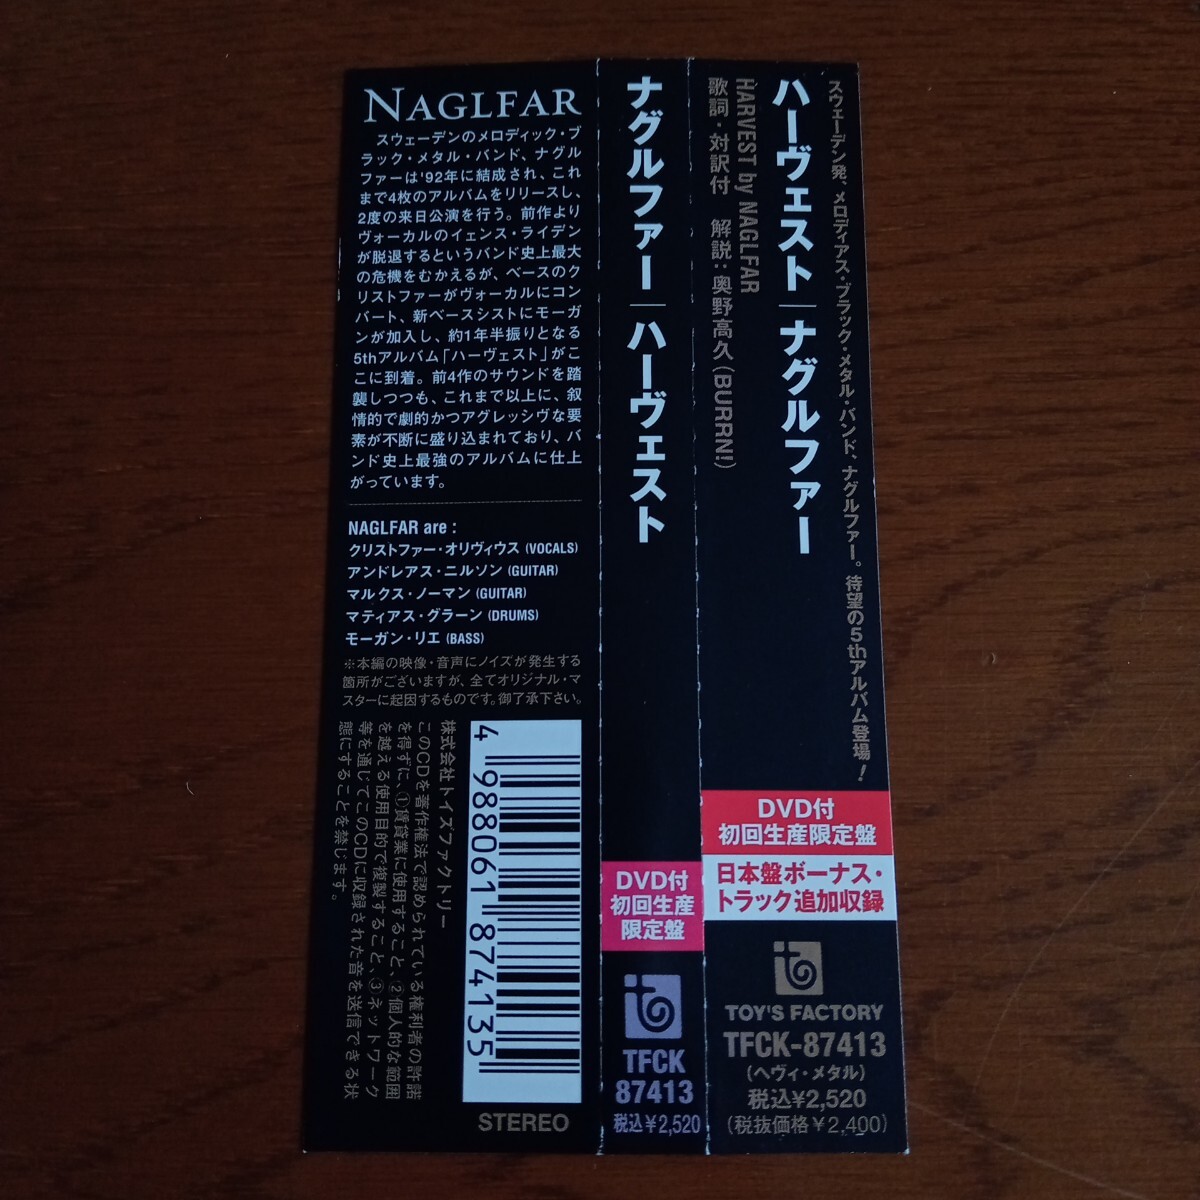 NAGLFAR
スウェーデンのメロディック・ブ
ラック・メタル・バンド、ナグル
ファーは'92年に結成され、これ
まで4枚のアルバムをリリースし、
2度の来日公演を行う。前作より
ヴォーカルのイェンス・ライデン
が脱退するというバンド史上最大
の危機をむかえるが、ベースのク
リストファーがヴォーカルにコン
バート、新ベーシストにモーガ
ンが加入し、約1年半振りとなる
5thアルバム「ハーヴェスト」がこ
こに到着。前4作のサウンドを踏
襲しつつも、これまで以上に、叙
情的で劇的かつアグレッシヴな要
素が不断に盛り込まれており、バ
ンド史上最強のアルバムに仕上
がっています。
NAGLFAR are :
クリストファー・オリヴィウス (VOCALS)
アンドレアス・ニルソン (GUITAR)
マルクス・ノーマン (GUITAR)
マティアス・グラーン (DRUMS)
モーガン・リエ (BASS)
※本編の映像・音声にノイズが発生する
箇所がございますが、全てオリジナル・マ
スターに起因するものです。御了承下さい。
株式会社トイズファクトリー
このCDを著作権法で認められている権利者の許諾
を得ずに、①賃貸業に使用すること、②個人的な範囲
を越える使用目的で複製すること、③ネットワーク
等を通じてこのCDに収録された音を送信できる状
態にすることを禁じます。
4 988061 874135
STEREO
ナグルファー｜ハーヴェスト
DVD付
初回生産
限定盤
TFCK
87413
税込¥2,520
スウェーデン発、メロディアス・ブラック・メタル・バンド、ナグルファー。待望の5thアルバム登場！
ハーヴェスト｜ナグルファー
HARVEST by NAGLFAR
歌詞・対訳付 解説：奥野高久（BURRN!）
DVD付
初回生産限定盤
日本盤ボーナス・
トラック追加収録
TOY'S FACTORY
TFCK-87413
(ヘヴィ・メタル)
税込¥2,520
(税抜価格¥2,400)